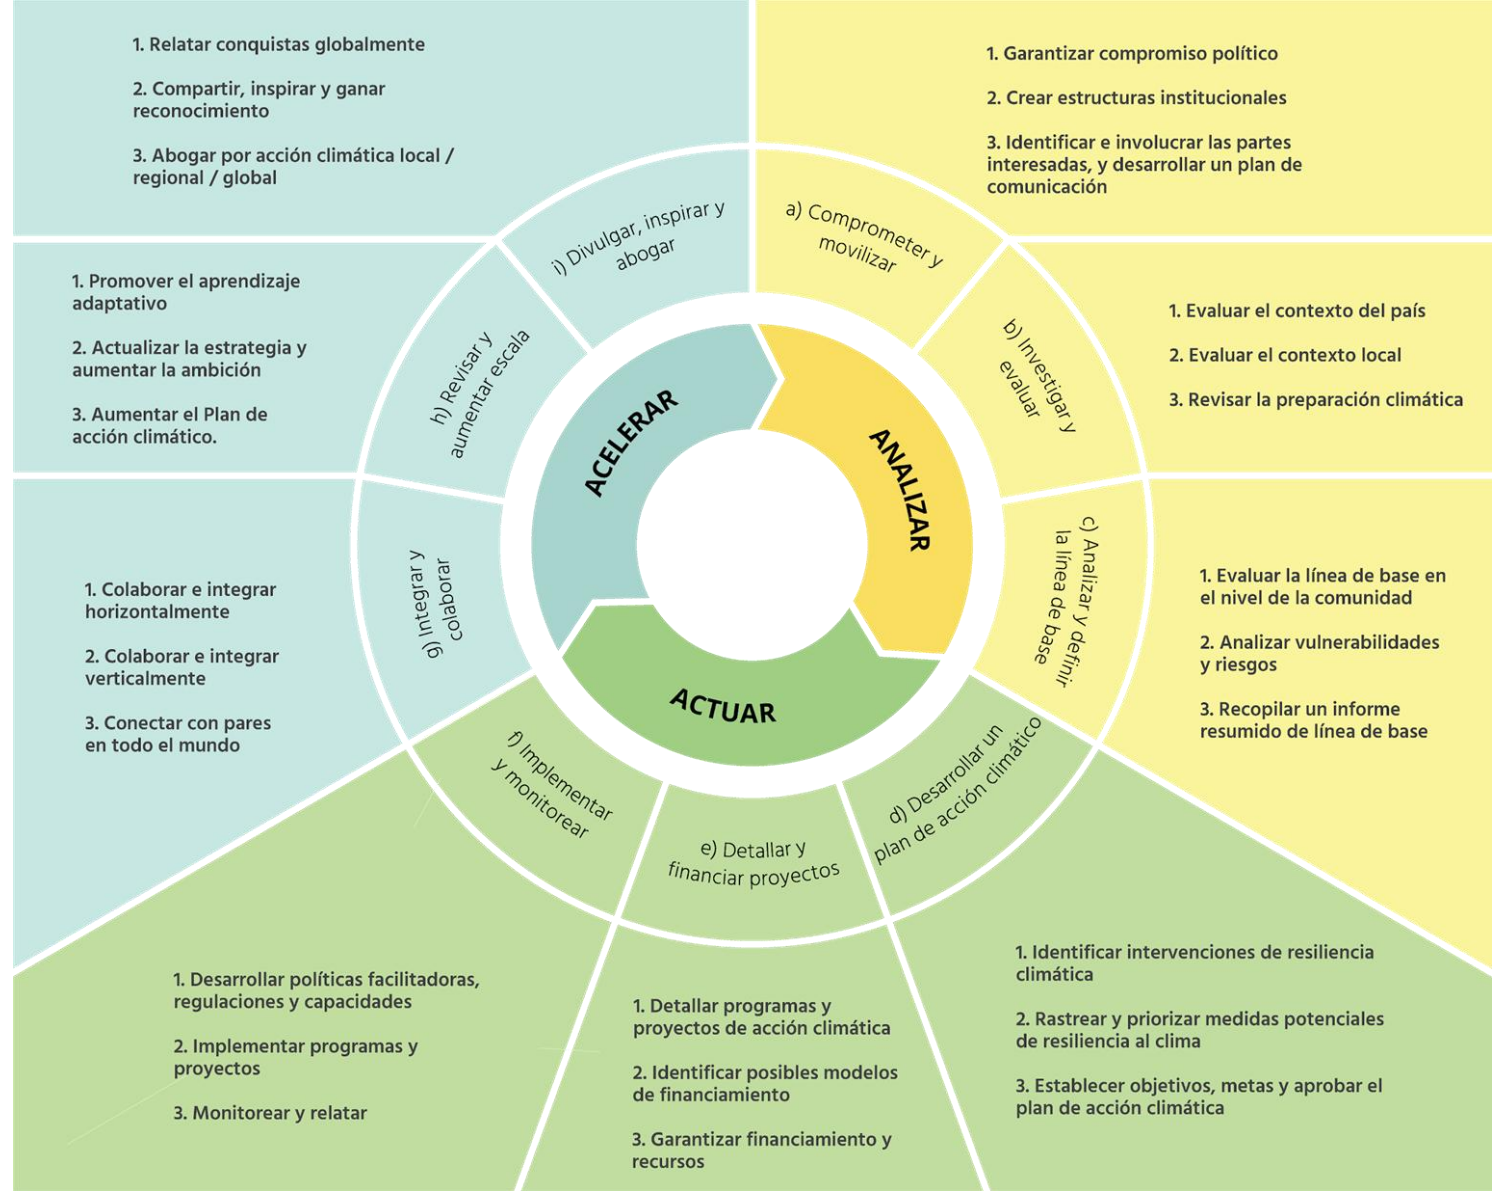 1. Relatar conquistas globalmente
2. Compartir, inspirar y ganar
reconocimiento
3. Abogar por acción climática local /
regional / global
1. Garantizar compromiso político
2. Crear estructuras institucionales
3. Identificar e involucrar las partes
interesadas, y desarrollar un plan de
comunicación
i) Divulgar, inspirar y
abogar
a) Comprometer y
movilizar
1. Promover el aprendizaje
adaptativo
2. Actualizar la estrategia y
aumentar la ambición
3. Aumentar el Plan de
acción climático.
h) Revisar y
aumentar escala
b) Investigar y
evaluar
1. Evaluar el contexto del país
2. Evaluar el contexto local
3. Revisar la preparación climática
ACELERAR
ANALIZAR
ACTUAR
1. Colaborar e integrar
horizontalmente
2. Colaborar e integrar
verticalmente
3. Conectar con pares
en todo el mundo
g) Integrar y
colaborar
c) Analizar y definir
la línea de base
1. Evaluar la línea de base en
el nivel de la comunidad
2. Analizar vulnerabilidades
y riesgos
3. Recopilar un informe
resumido de línea de base
f) Implementar
y monitorear
e) Detallar y
financiar proyectos
d) Desarrollar un
plan de acción climático
1. Desarrollar políticas facilitadoras,
regulaciones y capacidades
2. Implementar programas y
proyectos
3. Monitorear y relatar
1. Detallar programas y
proyectos de acción climática
2. Identificar posibles modelos
de financiamiento
3. Garantizar financiamiento y
recursos
1. Identificar intervenciones de resiliencia
climática
2. Rastrear y priorizar medidas potenciales
de resiliencia al clima
3. Establecer objetivos, metas y aprobar el
plan de acción climática